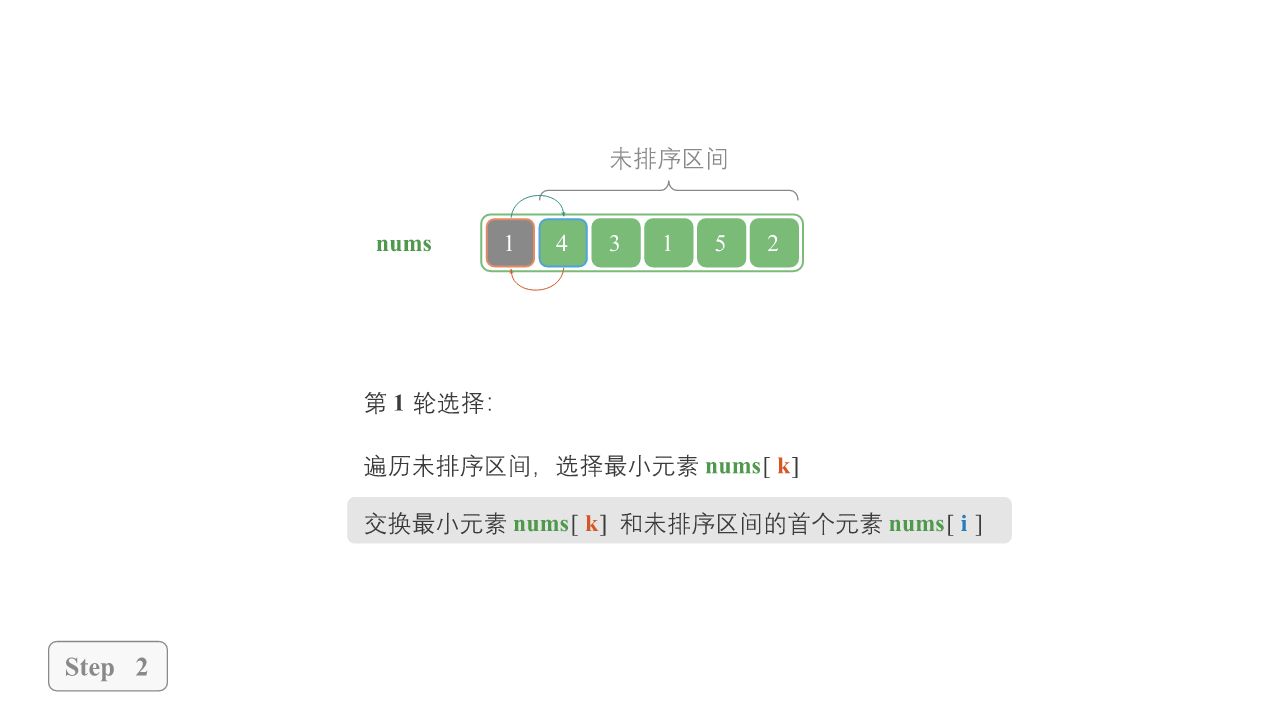 未排序区间
nums 1 4 3 1 5 2
第 1 轮选择：
遍历未排序区间，选择最小元素 nums[ k]
交换最小元素 nums[ k] 和未排序区间的首个元素 nums[ i ]
Step 2